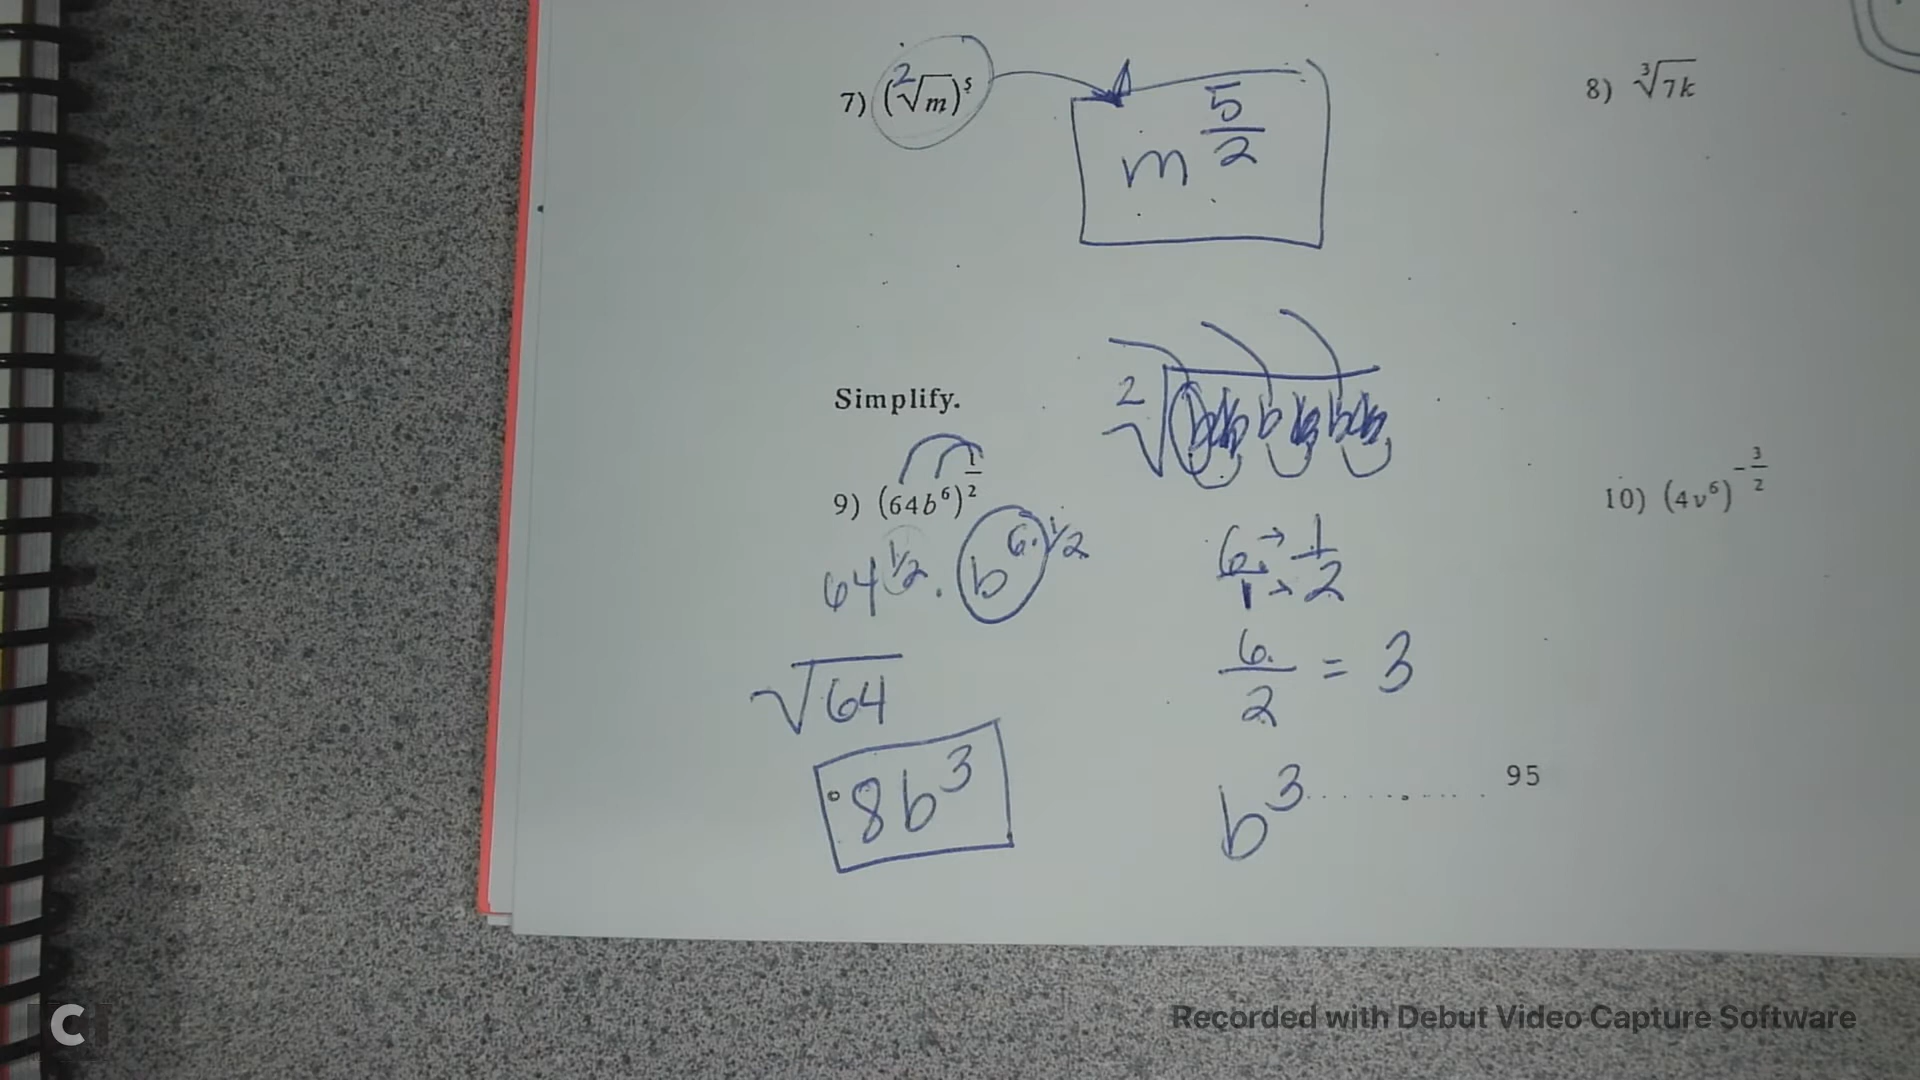 7) (²√m)⁵
m^(5/2)
8) ³√7k
Simplify.
2√b b b b b b
9) (64b⁶)^(1/2)
64^(1/2) · b^(6·1/2)
6/1 · → 1/2 →
√64
6/2 = 3
8b³
b³
10) (4v⁶)^(-3/2)
95
Recorded with Debut Video Capture Software